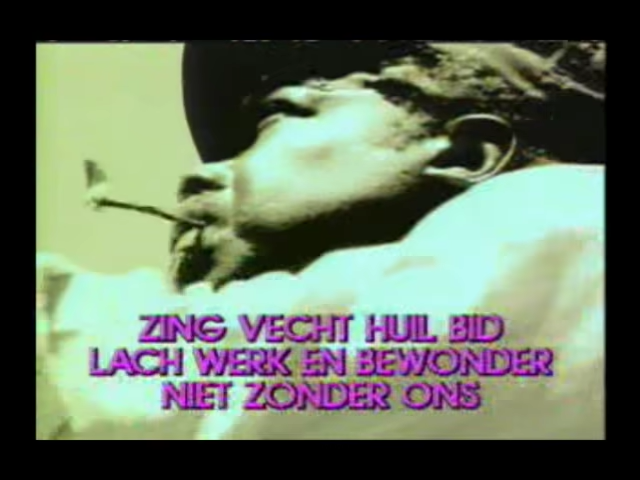 ZING VECHT HUIL BID
LACH WERK EN BEWONDER
NIET ZONDER ONS